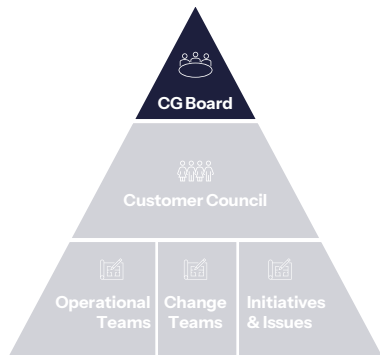 CG Board
Customer Council
Operational
Teams
Change
Teams
Initiatives
& Issues